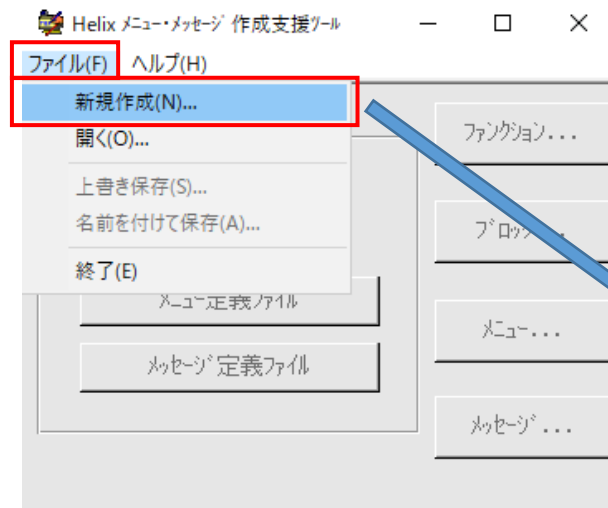 Helix ﾒﾆｭｰ・ﾒｯｾｰｼﾞ 作成支援ﾂｰﾙ
ファイル(F) ヘルプ(H)
新規作成(N)...
開く(O)...
上書き保存(S)...
名前を付けて保存(A)...
終了(E)
ﾒﾆｭｰ定義ﾌｧｲﾙ
ﾒｯｾｰｼﾞ定義ﾌｧｲﾙ
ﾌｧﾝｸｼｮﾝ...
ﾌﾞﾛｯ
ﾒﾆｭｰ...
ﾒｯｾｰｼﾞ...